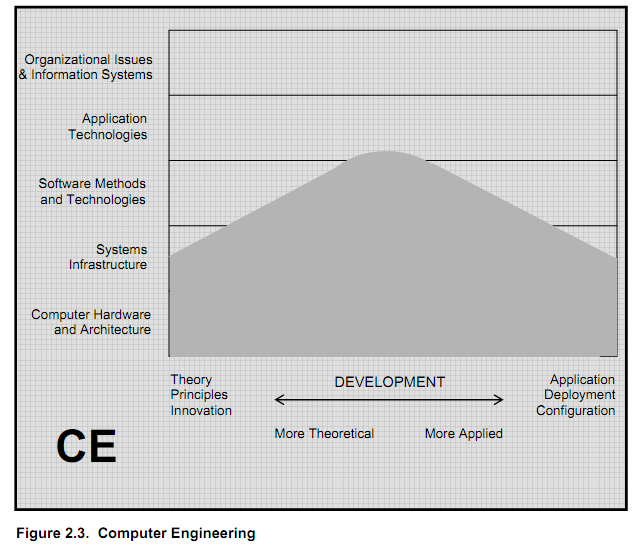 Organizational Issues
& Information Systems
Application
Technologies
Software Methods
and Technologies
Systems
Infrastructure
Computer Hardware
and Architecture
Theory
Principles
Innovation
DEVELOPMENT
Application
Deployment
Configuration
More Theoretical
More Applied
CE
Figure 2.3. Computer Engineering